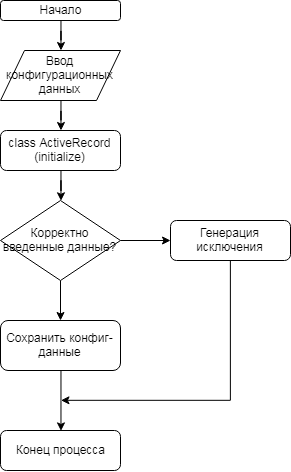 Начало
Ввод
конфигурационных
данных
class ActiveRecord
(initialize)
Корректно
введенные данные?
Генерация
исключения
Сохранить конфиг-
данные
Конец процесса